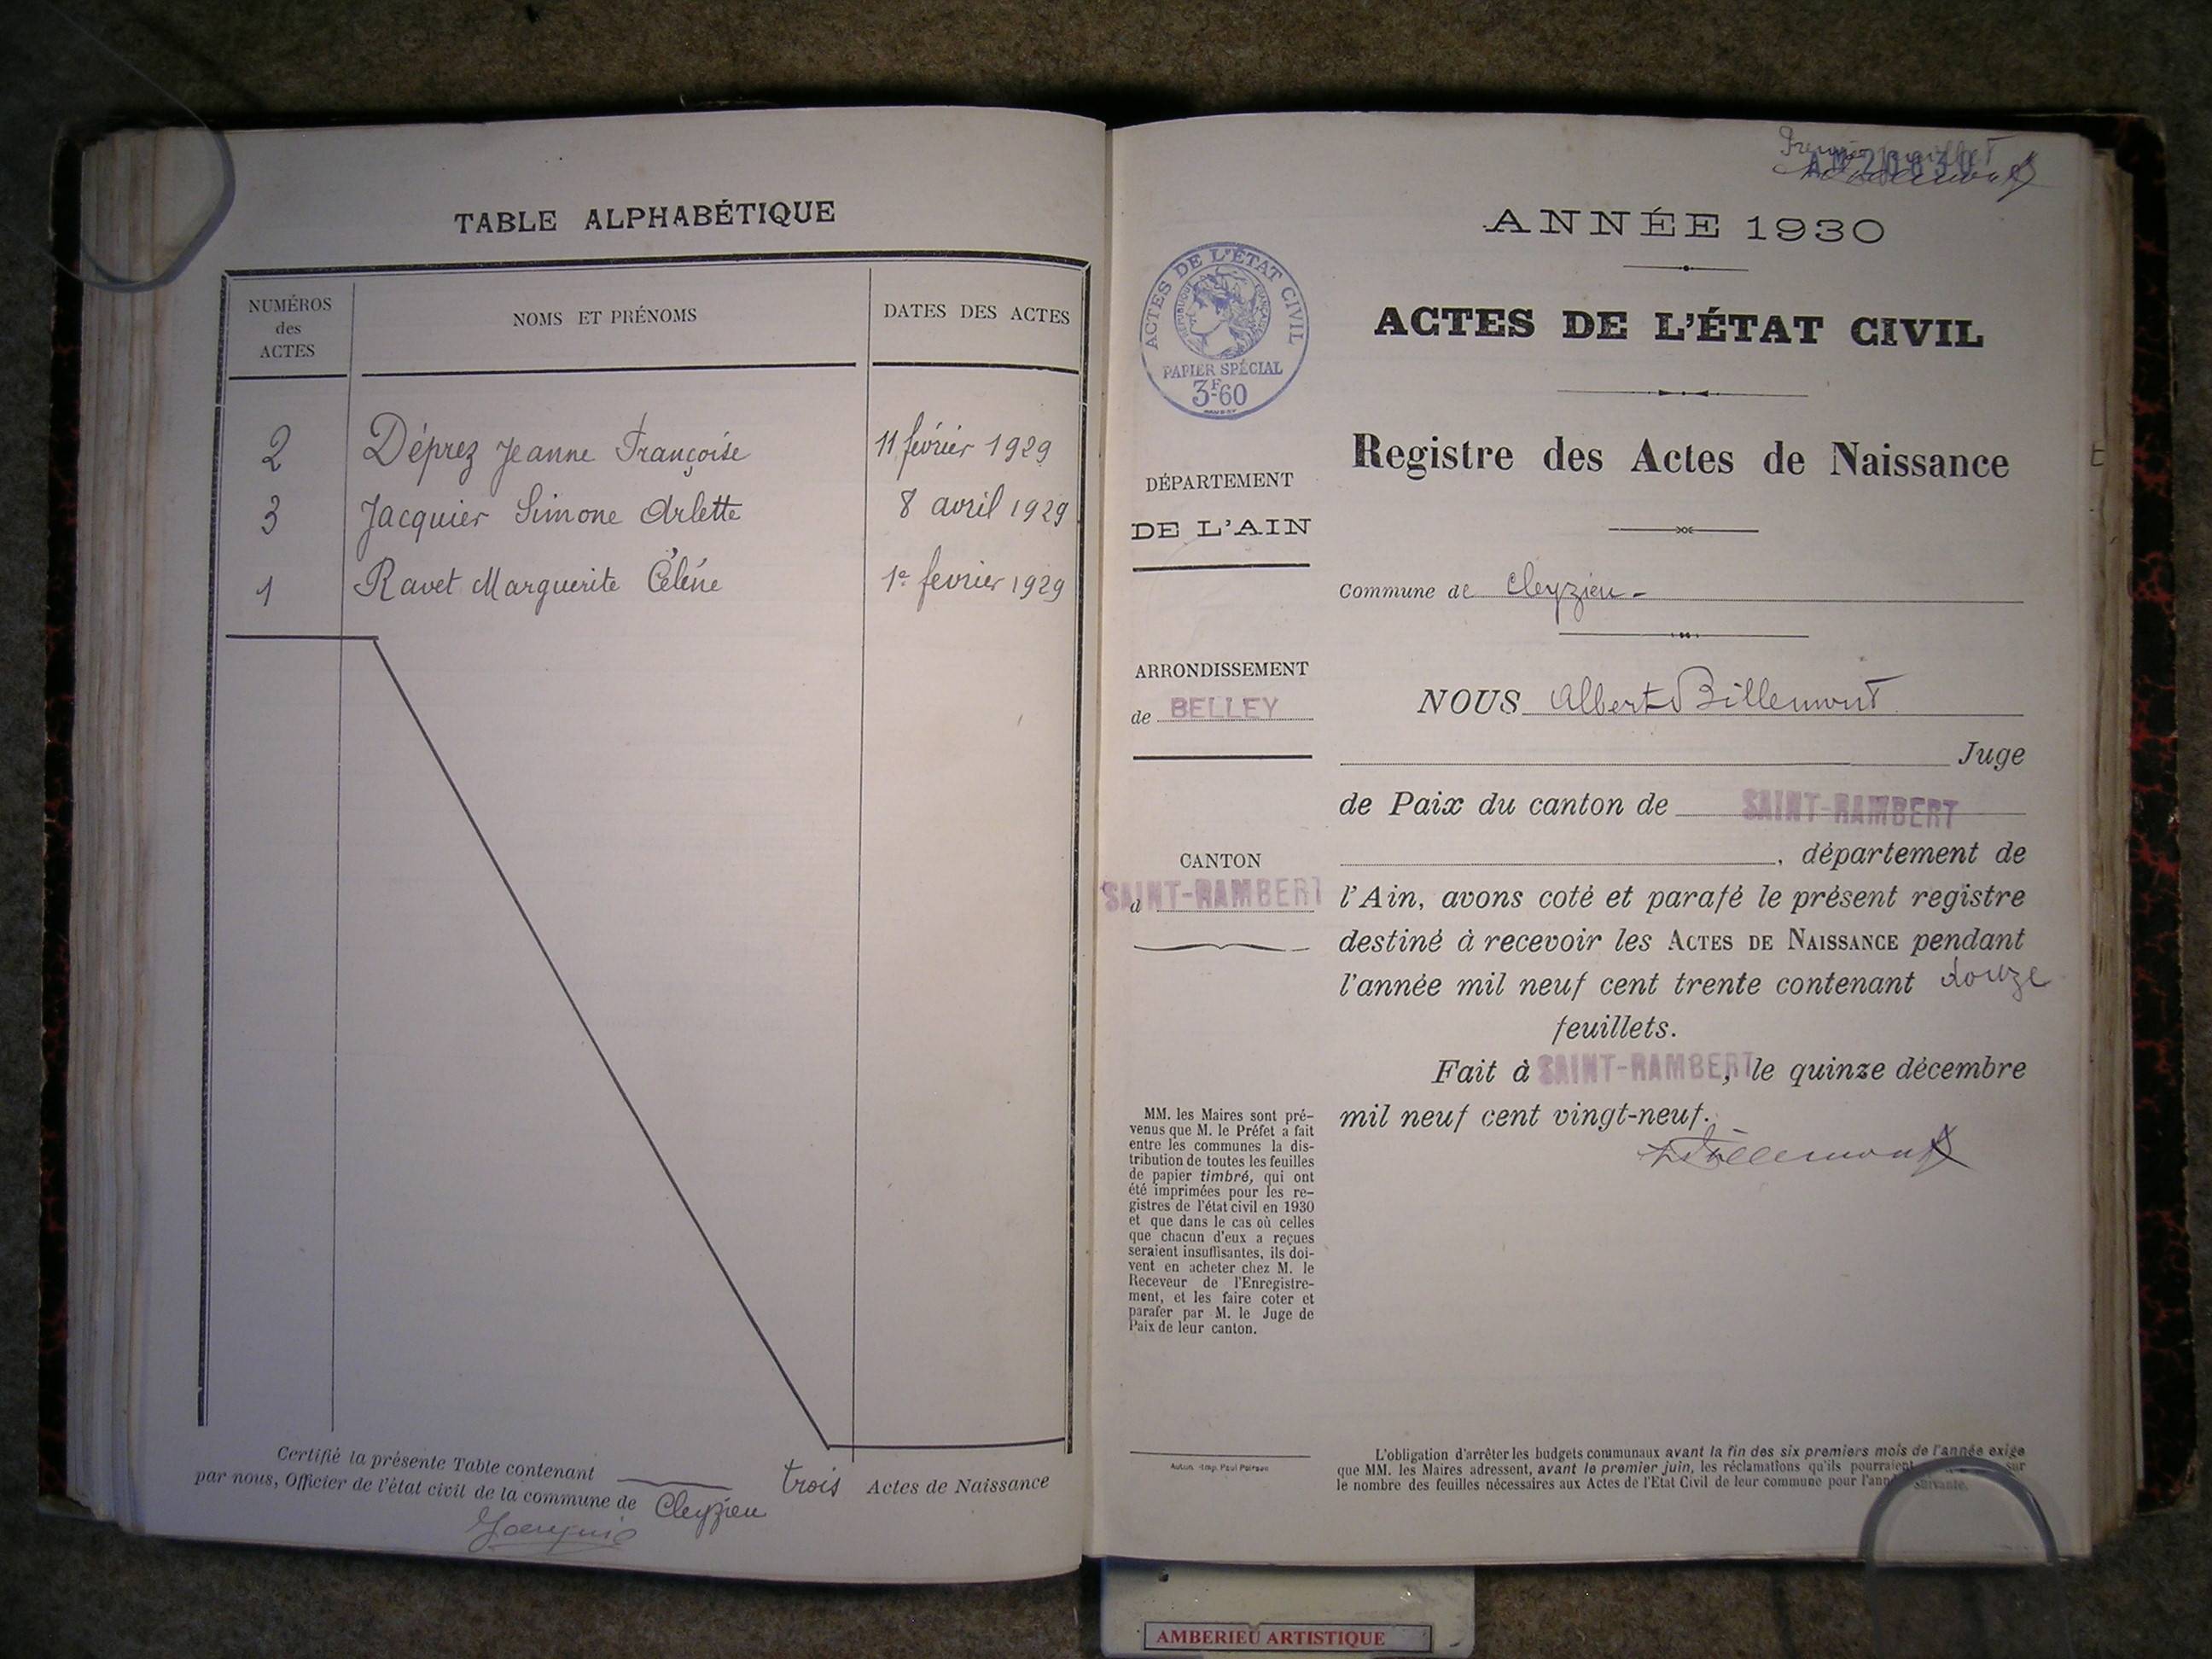 TABLE ALPHABÉTIQUE
NUMÉROS
des
ACTES
NOMS ET PRÉNOMS
DATES DES ACTES
2 Déprez Jeanne Françoise 11 février 1929
3 Jacquier Simone Arlette 8 avril 1929
1 Ravet Marguerite Céléne 1e fevrier 1929
Certifié la présente Table contenant trois Actes de Naissance
par nous, Officier de l'état civil de la commune de Cleyzieu
Premier feuillet
ANNÉE 1930
ACTES DE L'ÉTAT CIVIL
RÉPUBLIQUE FRANÇAISE
PAPIER SPÉCIAL
3F60
ACTES DE L'ÉTAT CIVIL
Registre des Actes de Naissance
DÉPARTEMENT
DE L'AIN
Commune de Cleyzieu -
ARRONDISSEMENT
de BELLEY
CANTON
d SAINT-RAMBERT
NOUS Albert Billemont
Juge
de Paix du canton de SAINT-RAMBERT
, département de
l'Ain, avons coté et parafé le présent registre
destiné à recevoir les ACTES DE NAISSANCE pendant
l'année mil neuf cent trente contenant douze
feuillets.
Fait à SAINT-RAMBERT, le quinze décembre
mil neuf cent vingt-neuf.
Billemont
MM. les Maires sont pré-
venus que M. le Préfet a fait
entre les communes la dis-
tribution de toutes les feuilles
de papier timbré, qui ont
été imprimées pour les re-
gistres de l'état civil en 1930
et que dans le cas où celles
que chacun d'eux a reçues
seraient insuffisantes, ils doi-
vent en acheter chez M. le
Receveur de l'Enregistre-
ment, et les faire coter et
parafer par M. le Juge de
Paix de leur canton.
L'obligation d'arrêter les budgets communaux avant la fin des six premiers mois de l'année exige
que MM. les Maires adressent, avant le premier juin, les réclamations qu'ils pourraient sur
le nombre des feuilles nécessaires aux Actes de l'Etat Civil de leur commune pour l'année suivante.
AMBERIEU ARTISTIQUE